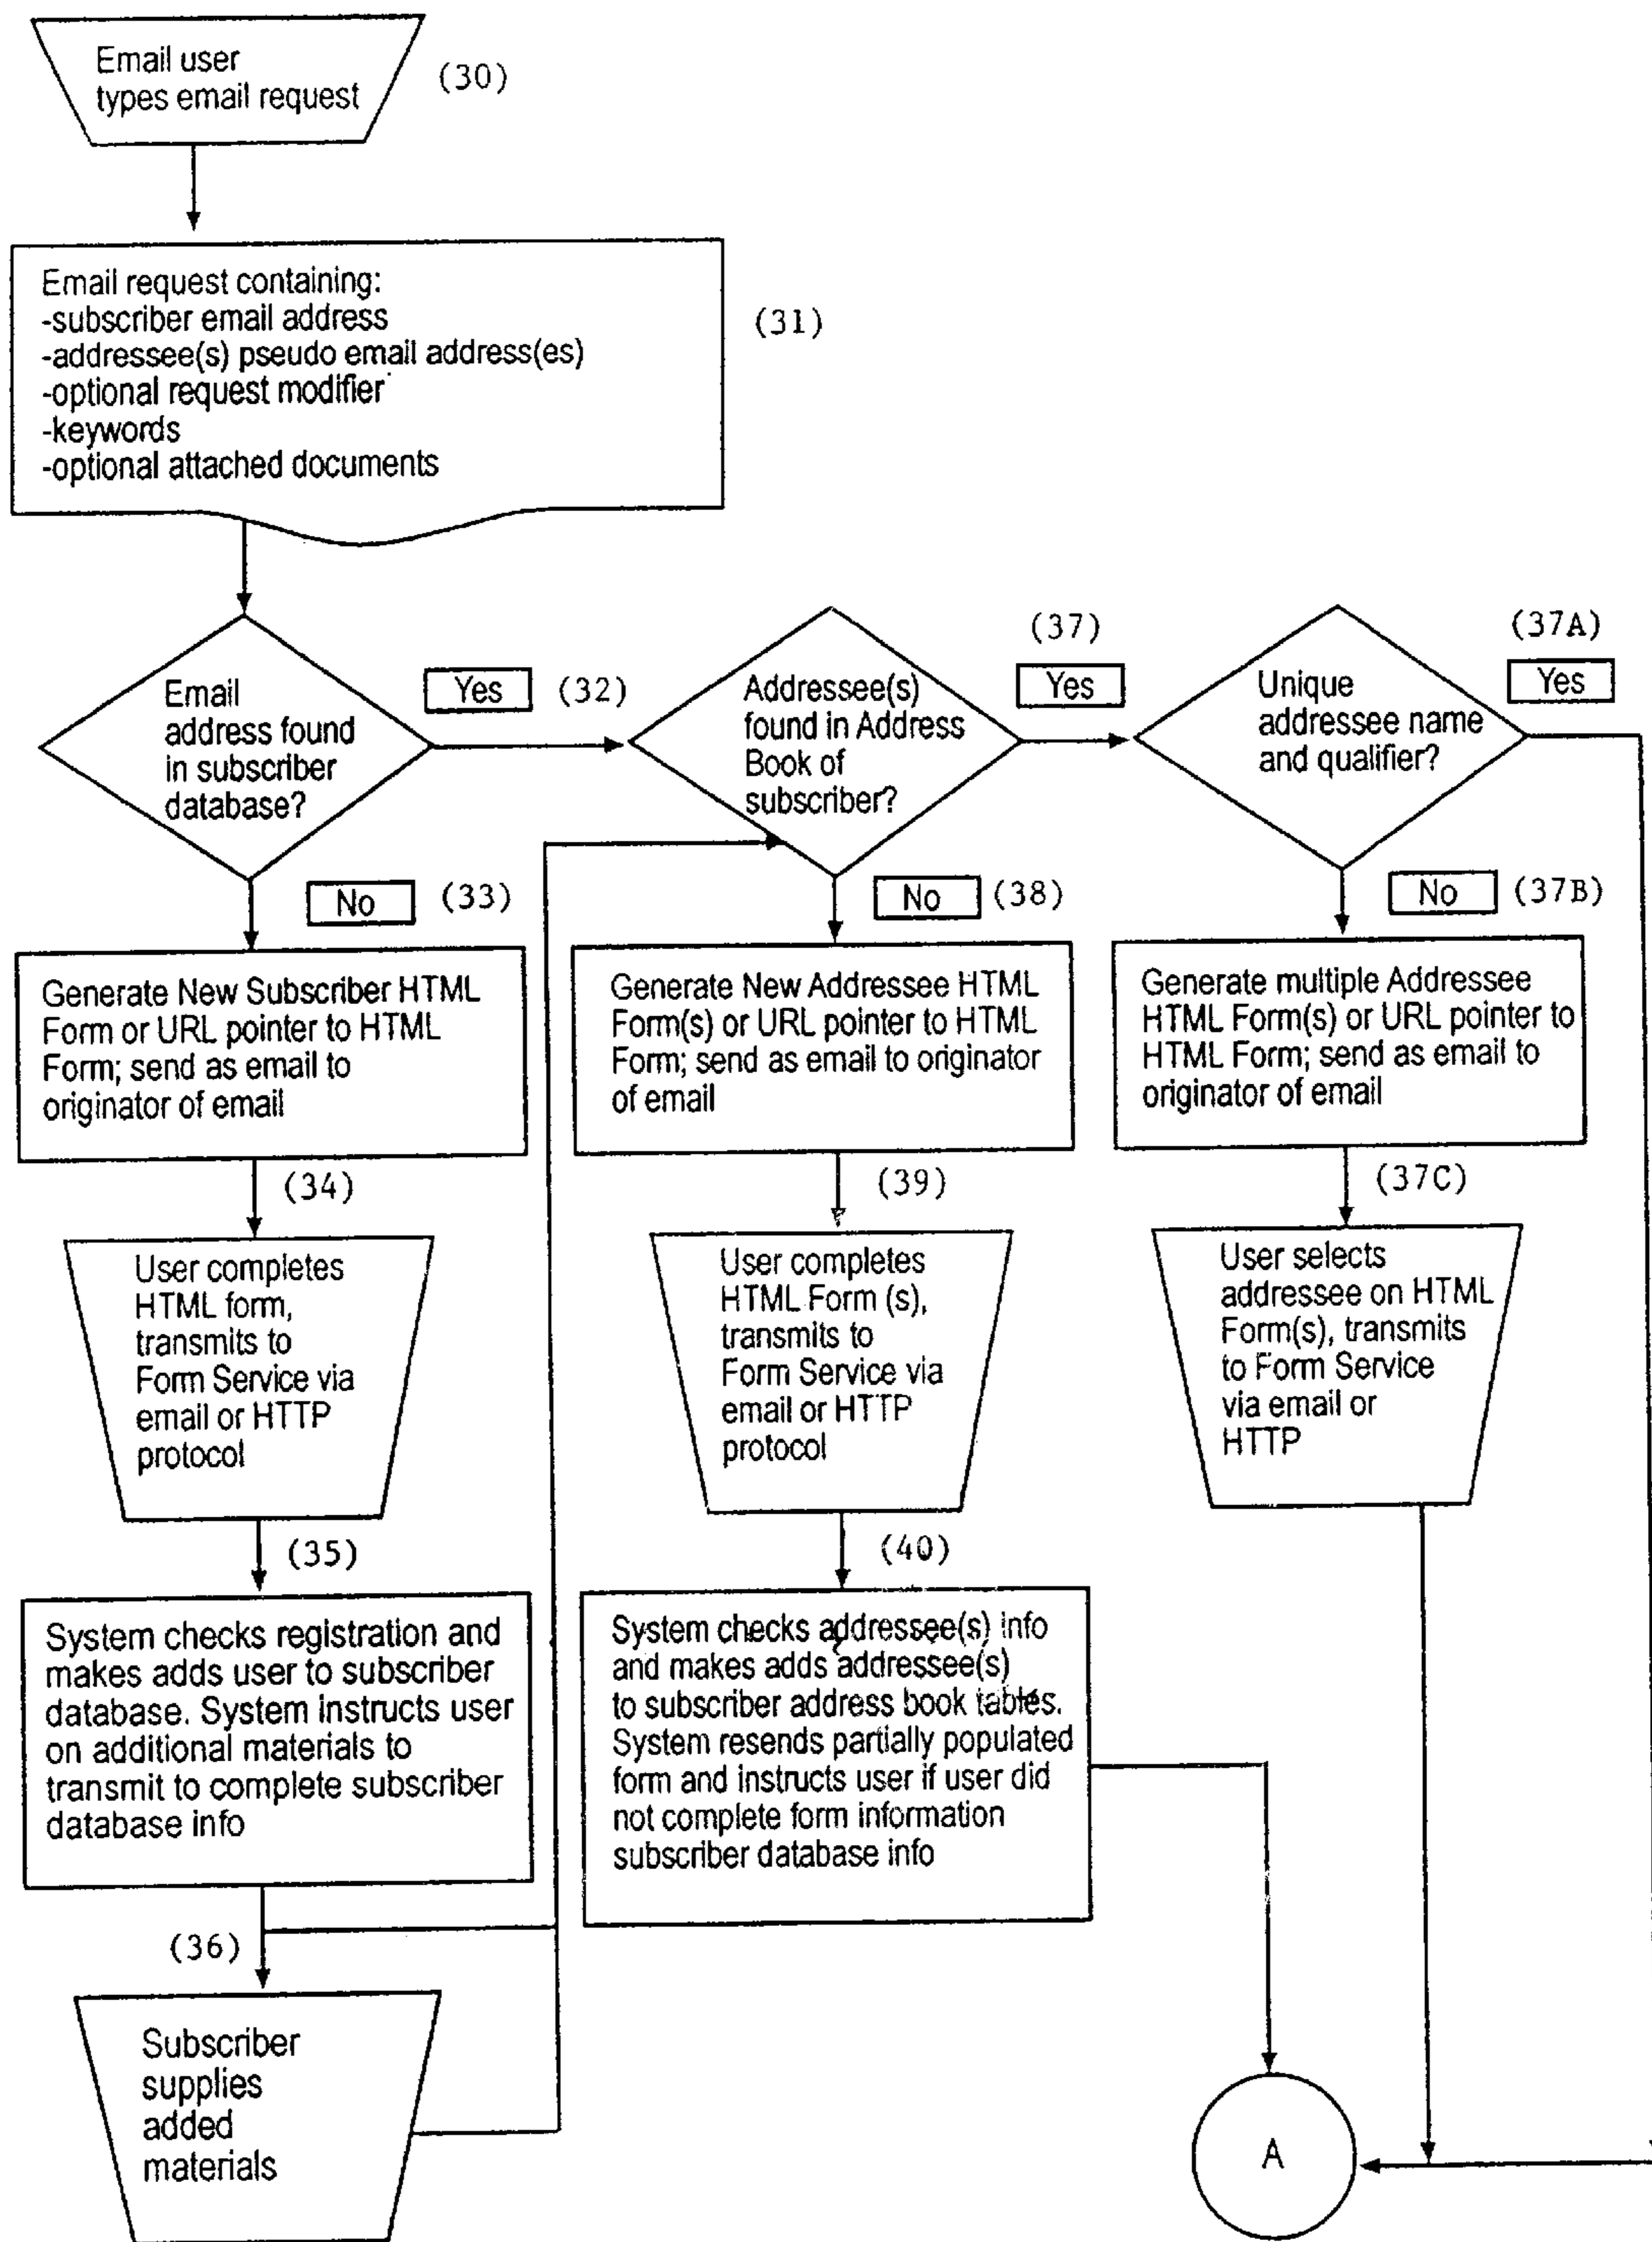 Email user
types email request
(30)
Email request containing:
-subscriber email address
-addressee(s) pseudo email address(es)
-optional request modifier
-keywords
-optional attached documents
(31)
Email
address found
in subscriber
database?
Yes
(32)
Addressee(s)
found in Address
Book of
subscriber?
(37)
Yes
Unique
addressee name
and qualifier?
(37A)
Yes
No
(33)
No
(38)
No
(37B)
Generate New Subscriber HTML
Form or URL pointer to HTML
Form; send as email to
originator of email
Generate New Addressee HTML
Form(s) or URL pointer to HTML
Form; send as email to originator
of email
Generate multiple Addressee
HTML Form(s) or URL pointer to
HTML Form; send as email to
originator of email
(34)
(39)
(37C)
User completes
HTML form,
transmits to
Form Service via
email or HTTP
protocol
User completes
HTML Form (s),
transmits to
Form Service via
email or HTTP
protocol
User selects
addressee on HTML
Form(s), transmits
to Form Service
via email or
HTTP
(35)
(40)
System checks registration and
makes adds user to subscriber
database. System instructs user
on additional materials to
transmit to complete subscriber
database info
System checks addressee(s) info
and makes adds addressee(s)
to subscriber address book tables.
System resends partially populated
form and instructs user if user did
not complete form information
subscriber database info
(36)
Subscriber
supplies
added
materials
A